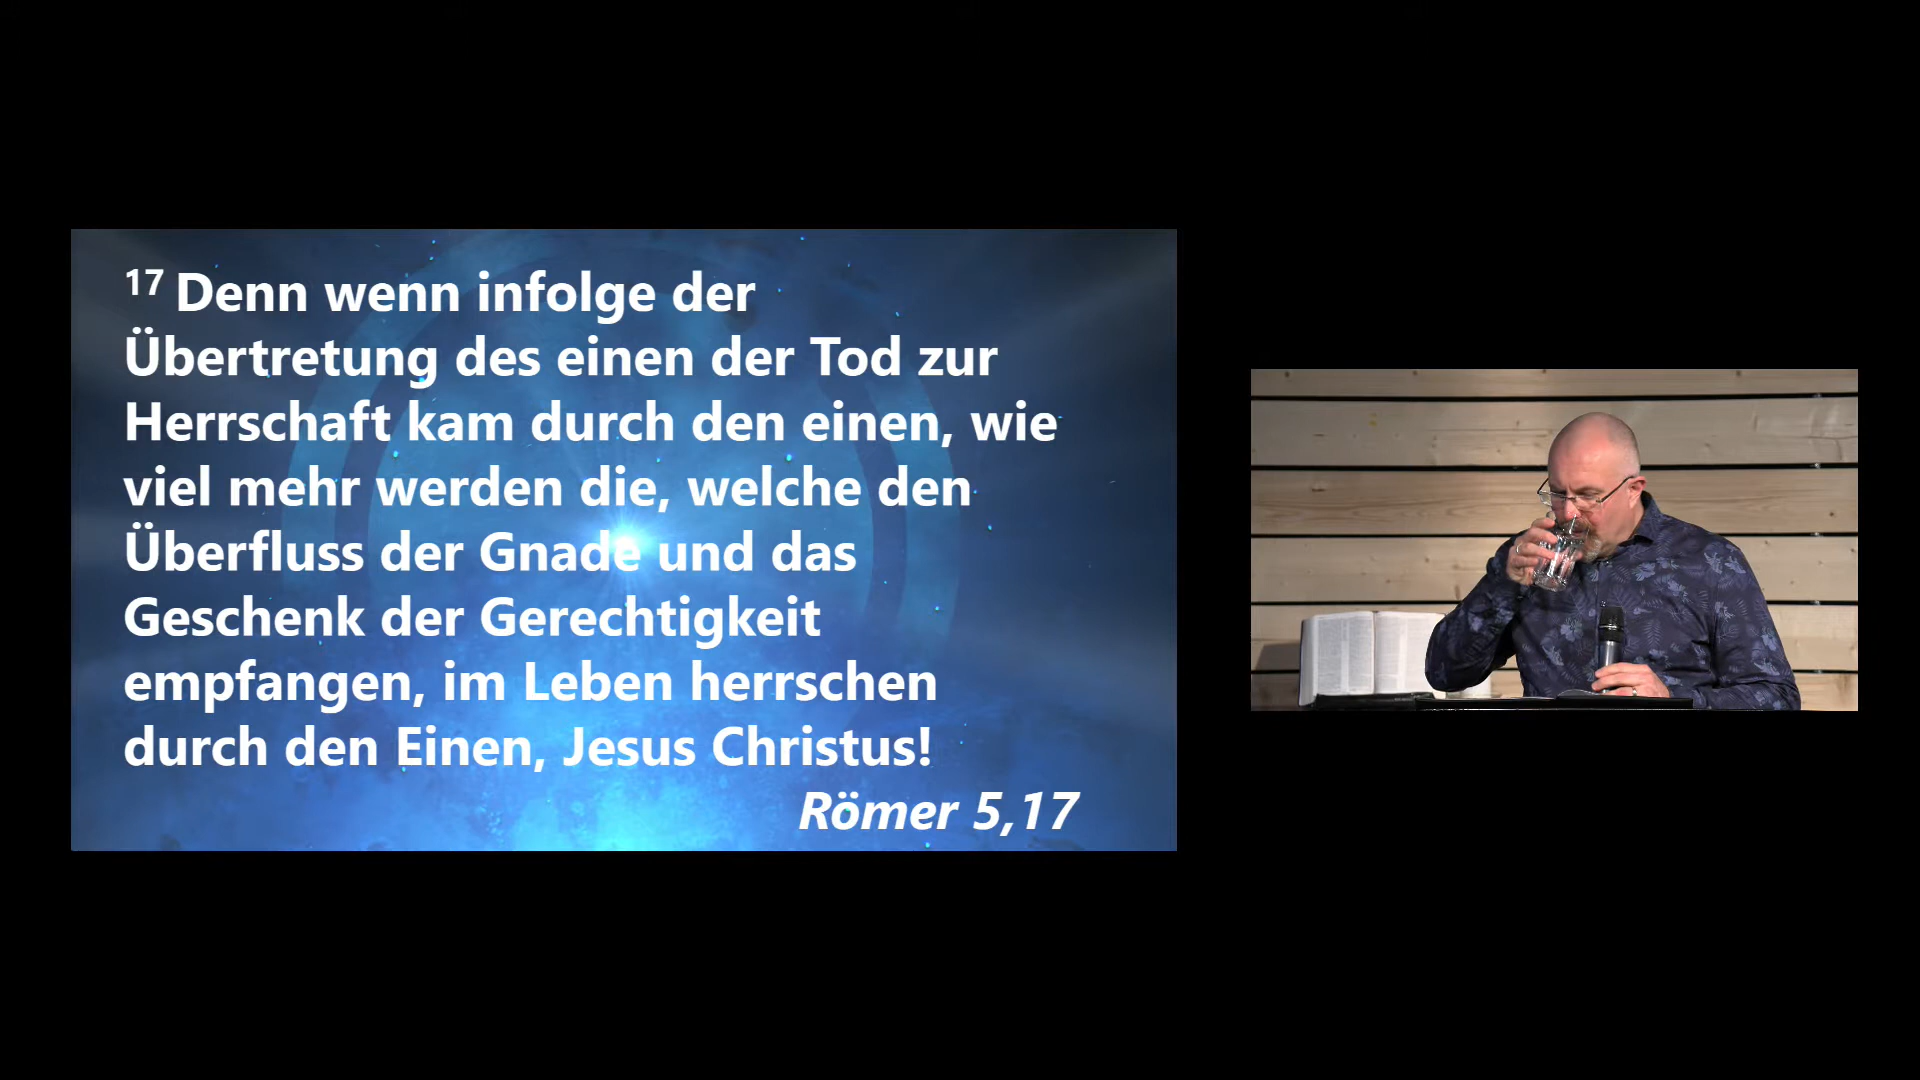 17 Denn wenn infolge der
Übertretung des einen der Tod zur
Herrschaft kam durch den einen, wie
viel mehr werden die, welche den
Überfluss der Gnade und das
Geschenk der Gerechtigkeit
empfangen, im Leben herrschen
durch den Einen, Jesus Christus!
Römer 5,17